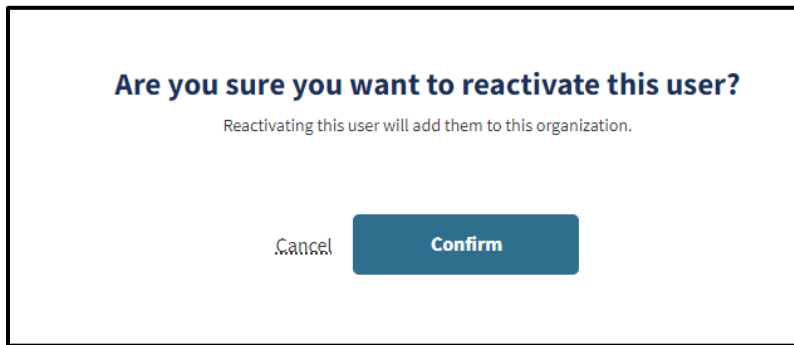 Are you sure you want to reactivate this user?
Reactivating this user will add them to this organization.
Cancel Confirm